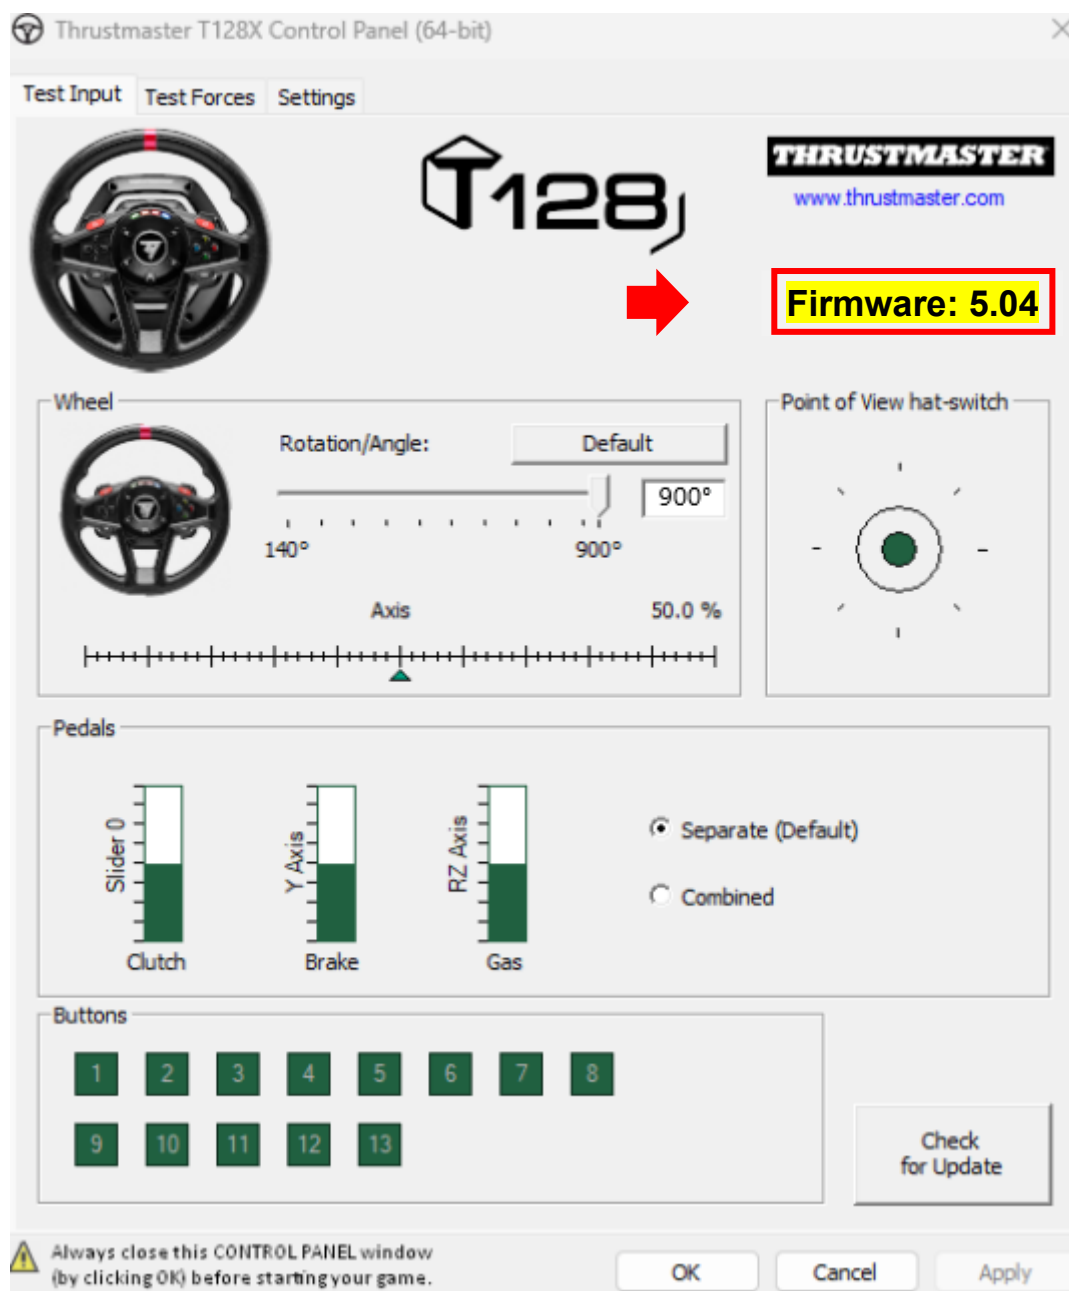 Thrustmaster T128X Control Panel (64-bit)
Test Input Test Forces Settings
T128
THRUSTMASTER
www.thrustmaster.com
Firmware: 5.04
Wheel
Rotation/Angle:
Default
900°
140°
900°
Axis
50.0 %
Point of View hat-switch
Pedals
Slider 0
Clutch
Y Axis
Brake
RZ Axis
Gas
Separate (Default)
Combined
Buttons
1 2 3 4 5 6 7 8
9 10 11 12 13
Check
for Update
Always close this CONTROL PANEL window
(by clicking OK) before starting your game.
OK Cancel Apply